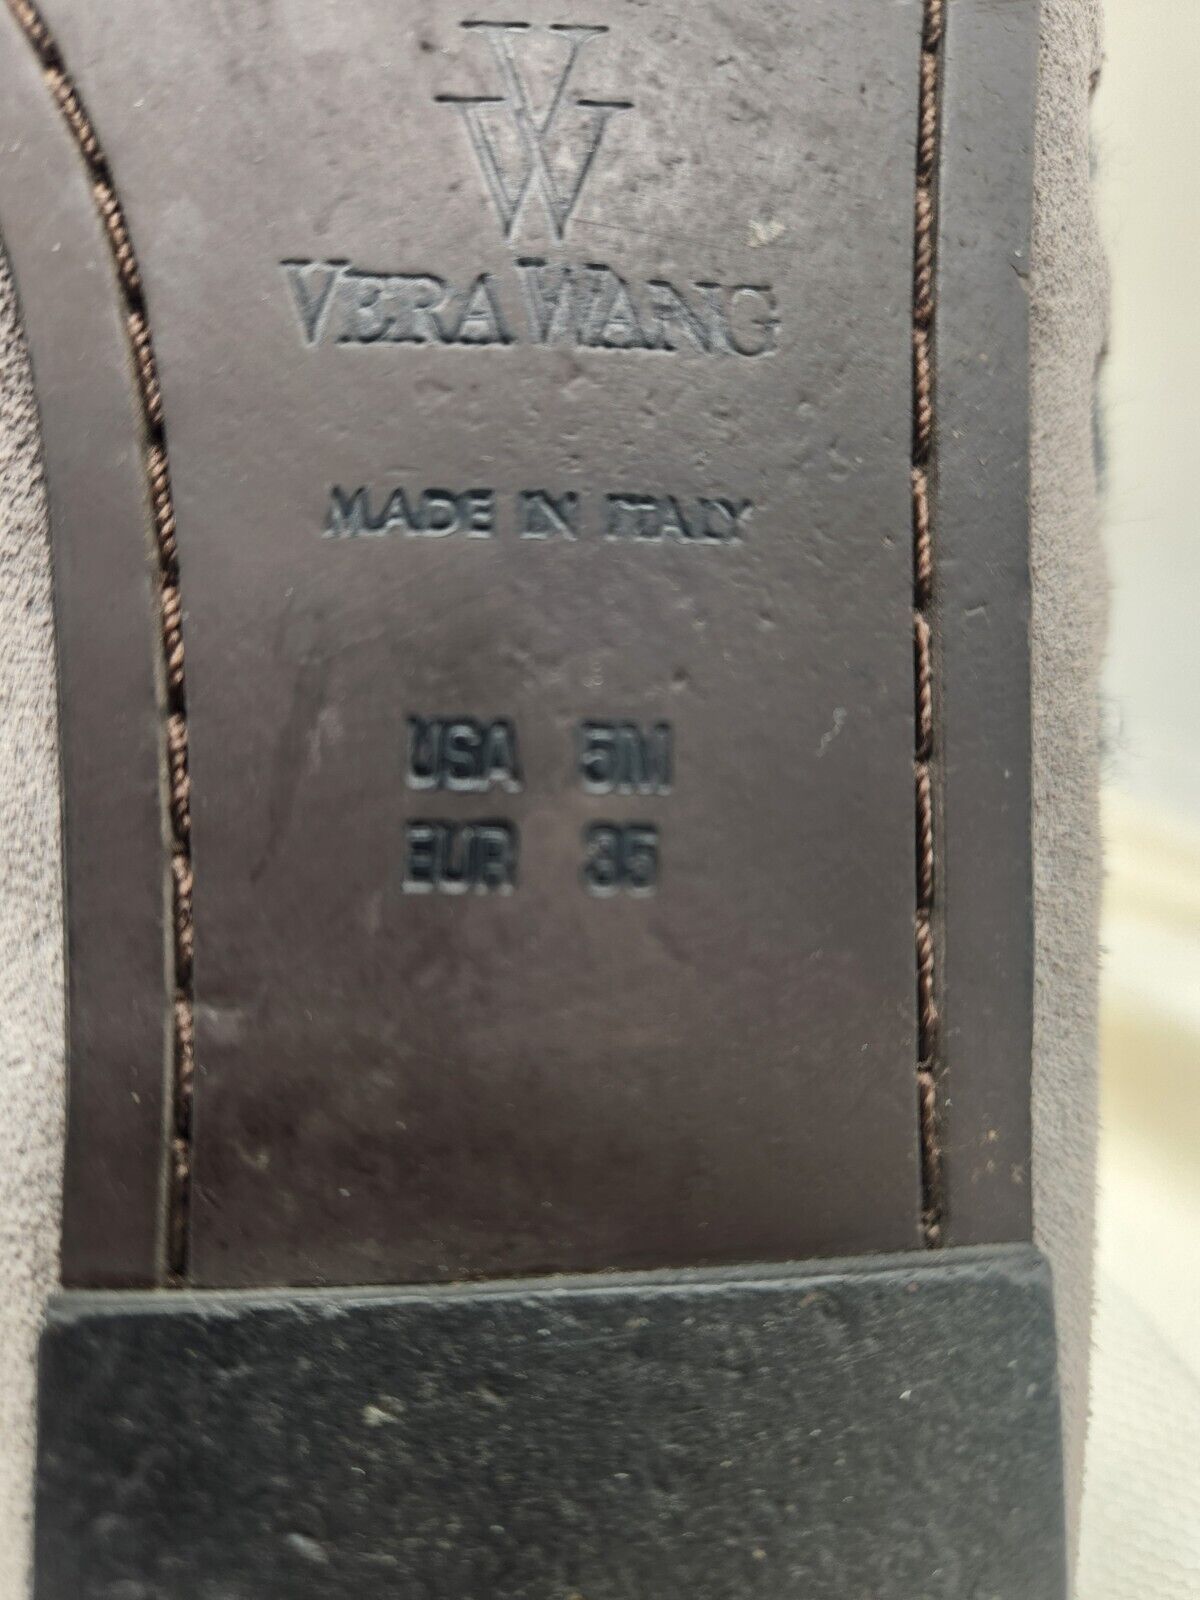 VW
VERA WANG
MADE IN ITALY
USA 5M
EUR 35